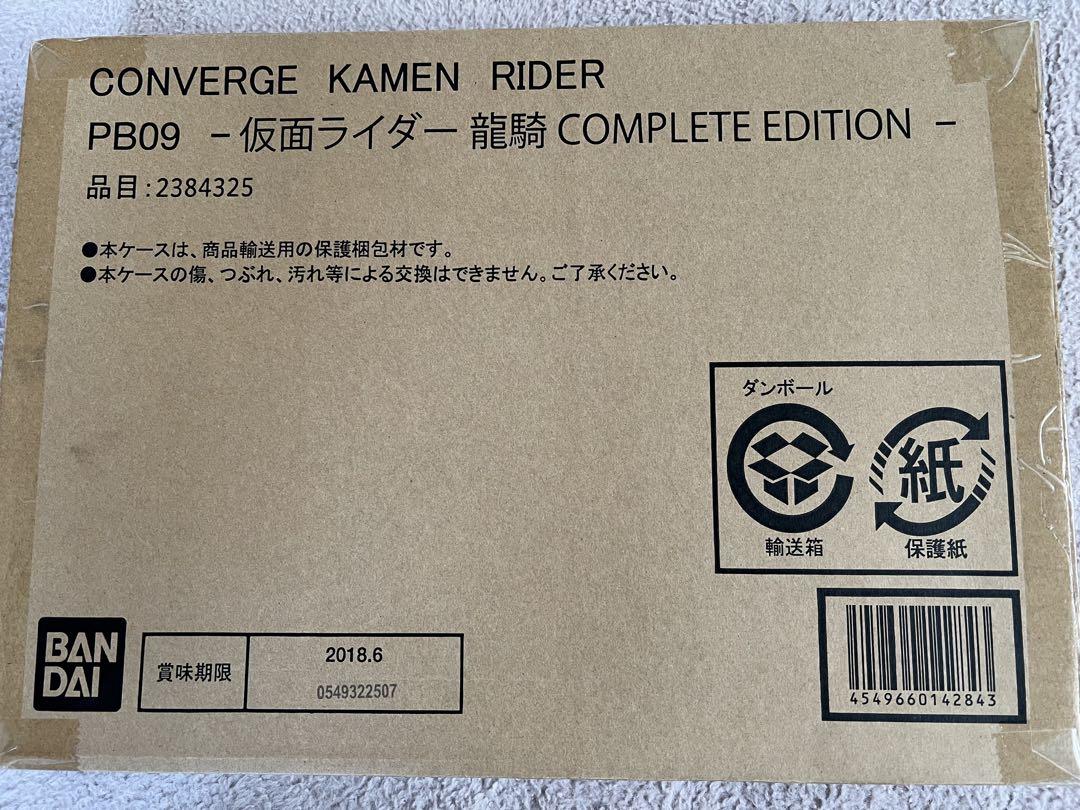 CONVERGE KAMEN RIDER
PB09 －仮面ライダー 龍騎 COMPLETE EDITION －
品目:2384325
●本ケースは、商品輸送用の保護梱包材です。
●本ケースの傷、つぶれ、汚れ等による交換はできません。ご了承ください。
ダンボール
紙
輸送箱
保護紙
BAN
DAI
賞味期限
2018.6
0549322507
4549660142843